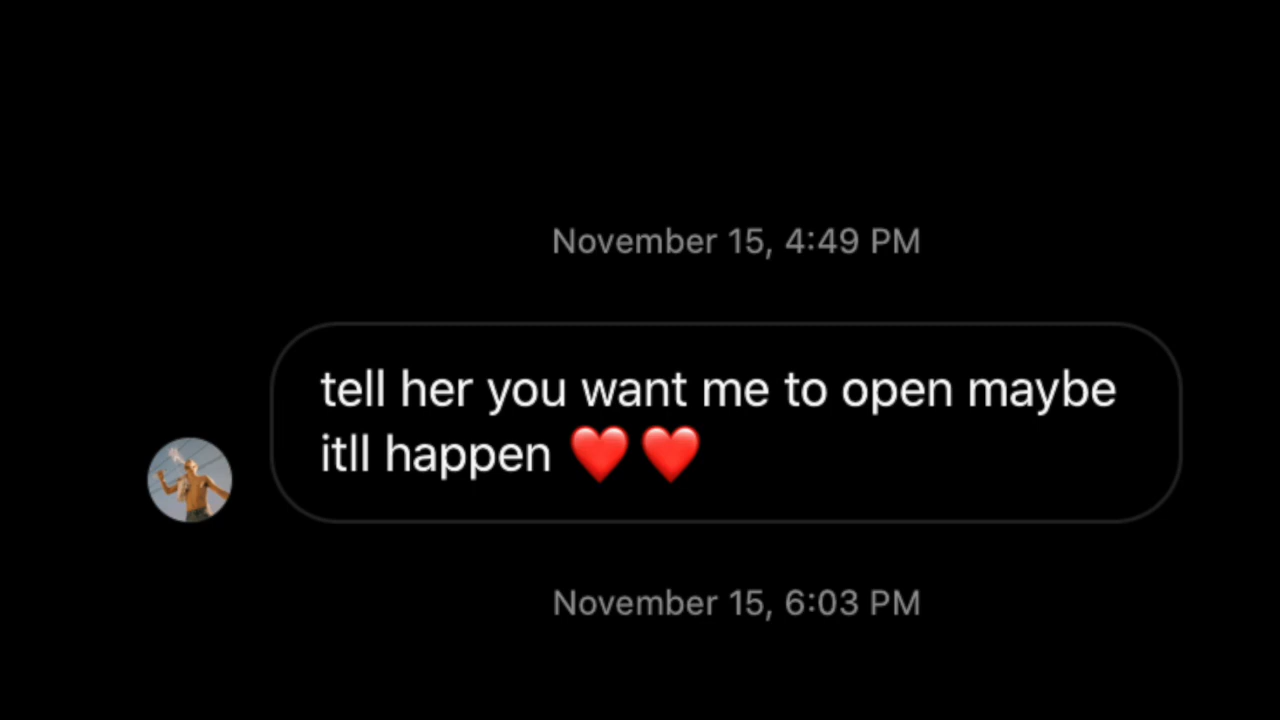 November 15, 4:49 PM
tell her you want me to open maybe
itll happen ❤️❤️
November 15, 6:03 PM